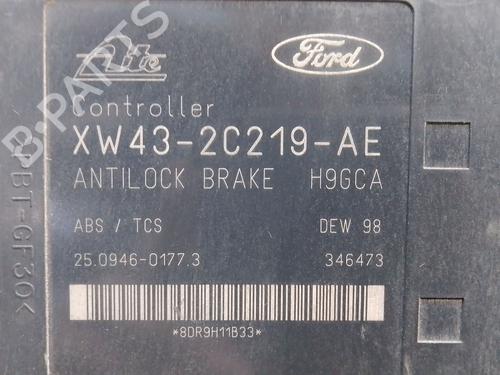 Ate
Ford
Controller
XW43-2C219-AE
ANTILOCK BRAKE H9GCA
ABS / TCS DEW 98
25.0946-0177.3 346473
*8DR9H11B33*
PBT-GF30<
B-PARTS